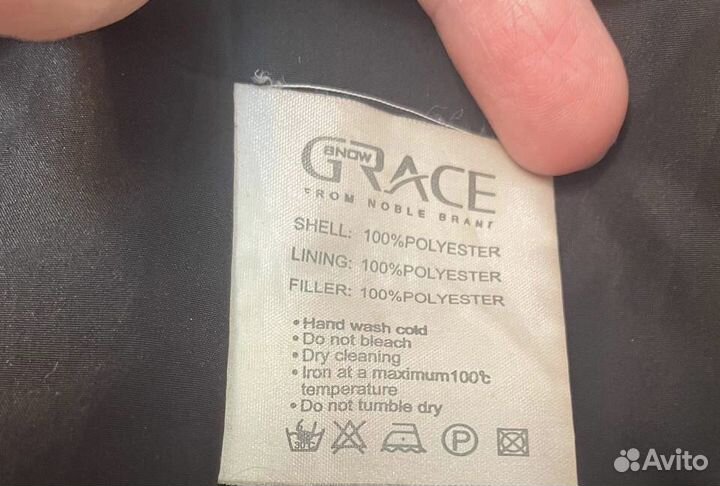 SNOW
GRACE
FROM NOBLE BRANT
SHELL: 100%POLYESTER
LINING: 100%POLYESTER
FILLER: 100%POLYESTER
• Hand wash cold
• Do not bleach
• Dry cleaning
• Iron at a maximum100℃
temperature
• Do not tumble dry
30°C
P
Avito